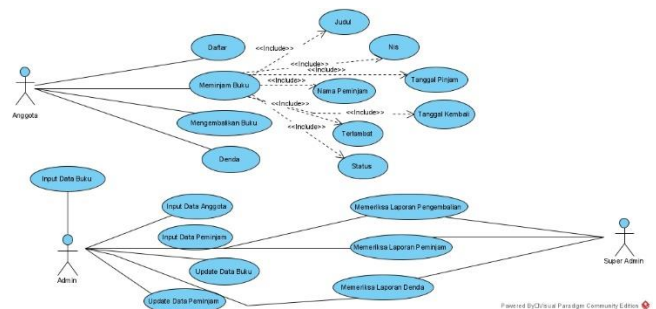 Judul
Daftar
<<Include>>
Nis
<<Include>>
<<Include>>
Meminjam Buku
Tanggal Pinjam
<<Include>>
Nama Peminjam
<<Include>>
<<Include>>
Tanggal Kembali
Anggota
Mengembalikan Buku
<<Include>>
Terlambat
Denda
Status
Input Data Buku
Input Data Anggota
Memeriksa Laporan Pengembalian
Input Data Peminjam
Memeriksa Laporan Peminjam
Admin
Super Admin
Update Data Buku
Memeriksa Laporan Denda
Update Data Peminjam
Powered By Visual Paradigm Community Edition